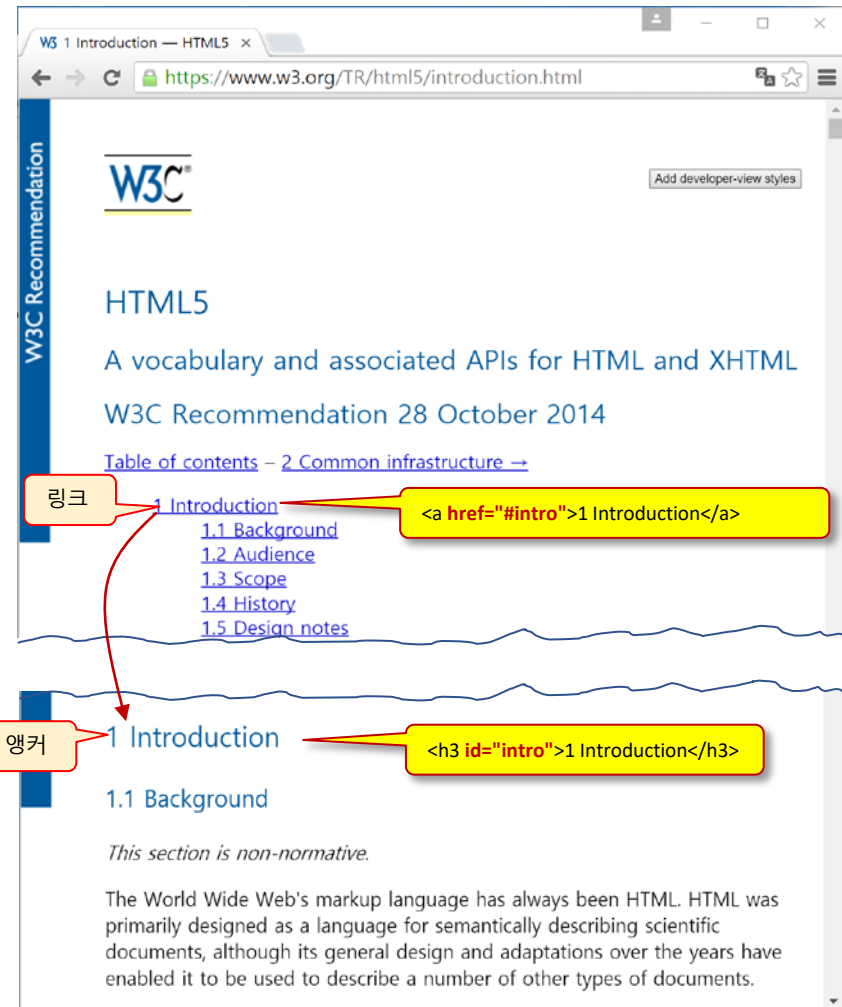 W3 1 Introduction — HTML5 ×
https://www.w3.org/TR/html5/introduction.html
W3C Recommendation
W3C®
Add developer-view styles
HTML5
A vocabulary and associated APIs for HTML and XHTML
W3C Recommendation 28 October 2014
Table of contents – 2 Common infrastructure →
링크
1 Introduction
<a href="#intro">1 Introduction</a>
1.1 Background
1.2 Audience
1.3 Scope
1.4 History
1.5 Design notes
앵커
1 Introduction
<h3 id="intro">1 Introduction</h3>
1.1 Background
This section is non-normative.
The World Wide Web's markup language has always been HTML. HTML was
primarily designed as a language for semantically describing scientific
documents, although its general design and adaptations over the years have
enabled it to be used to describe a number of other types of documents.